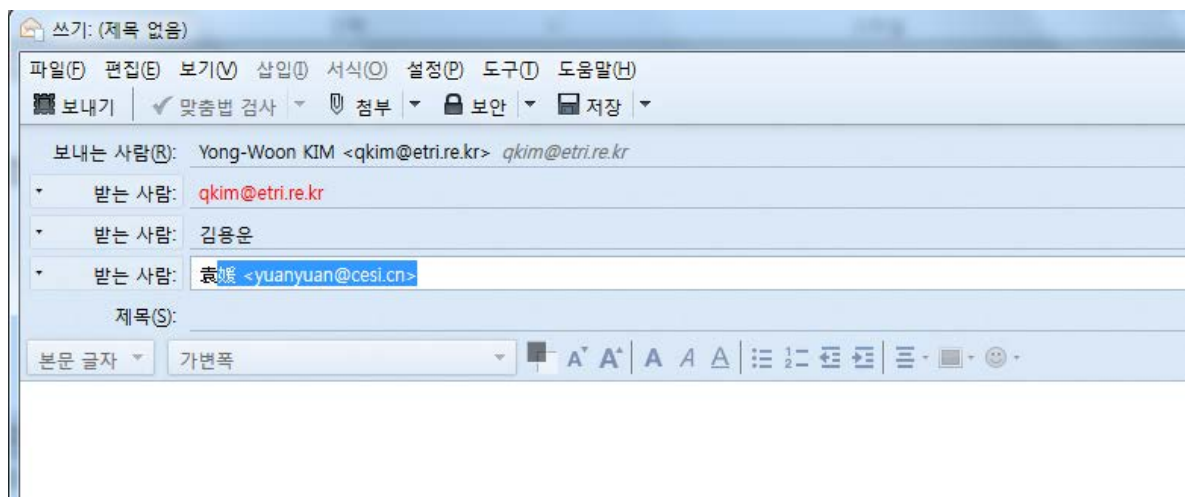 쓰기: (제목 없음)
파일(F) 편집(E) 보기(V) 삽입(I) 서식(O) 설정(P) 도구(T) 도움말(H)
보내기 맞춤법 검사 첨부 보안 저장
보내는 사람(R): Yong-Woon KIM <qkim@etri.re.kr> qkim@etri.re.kr
받는 사람: qkim@etri.re.kr
받는 사람: 김용운
받는 사람: 袁媛 <yuanyuan@cesi.cn>
제목(S):
본문 글자 가변폭